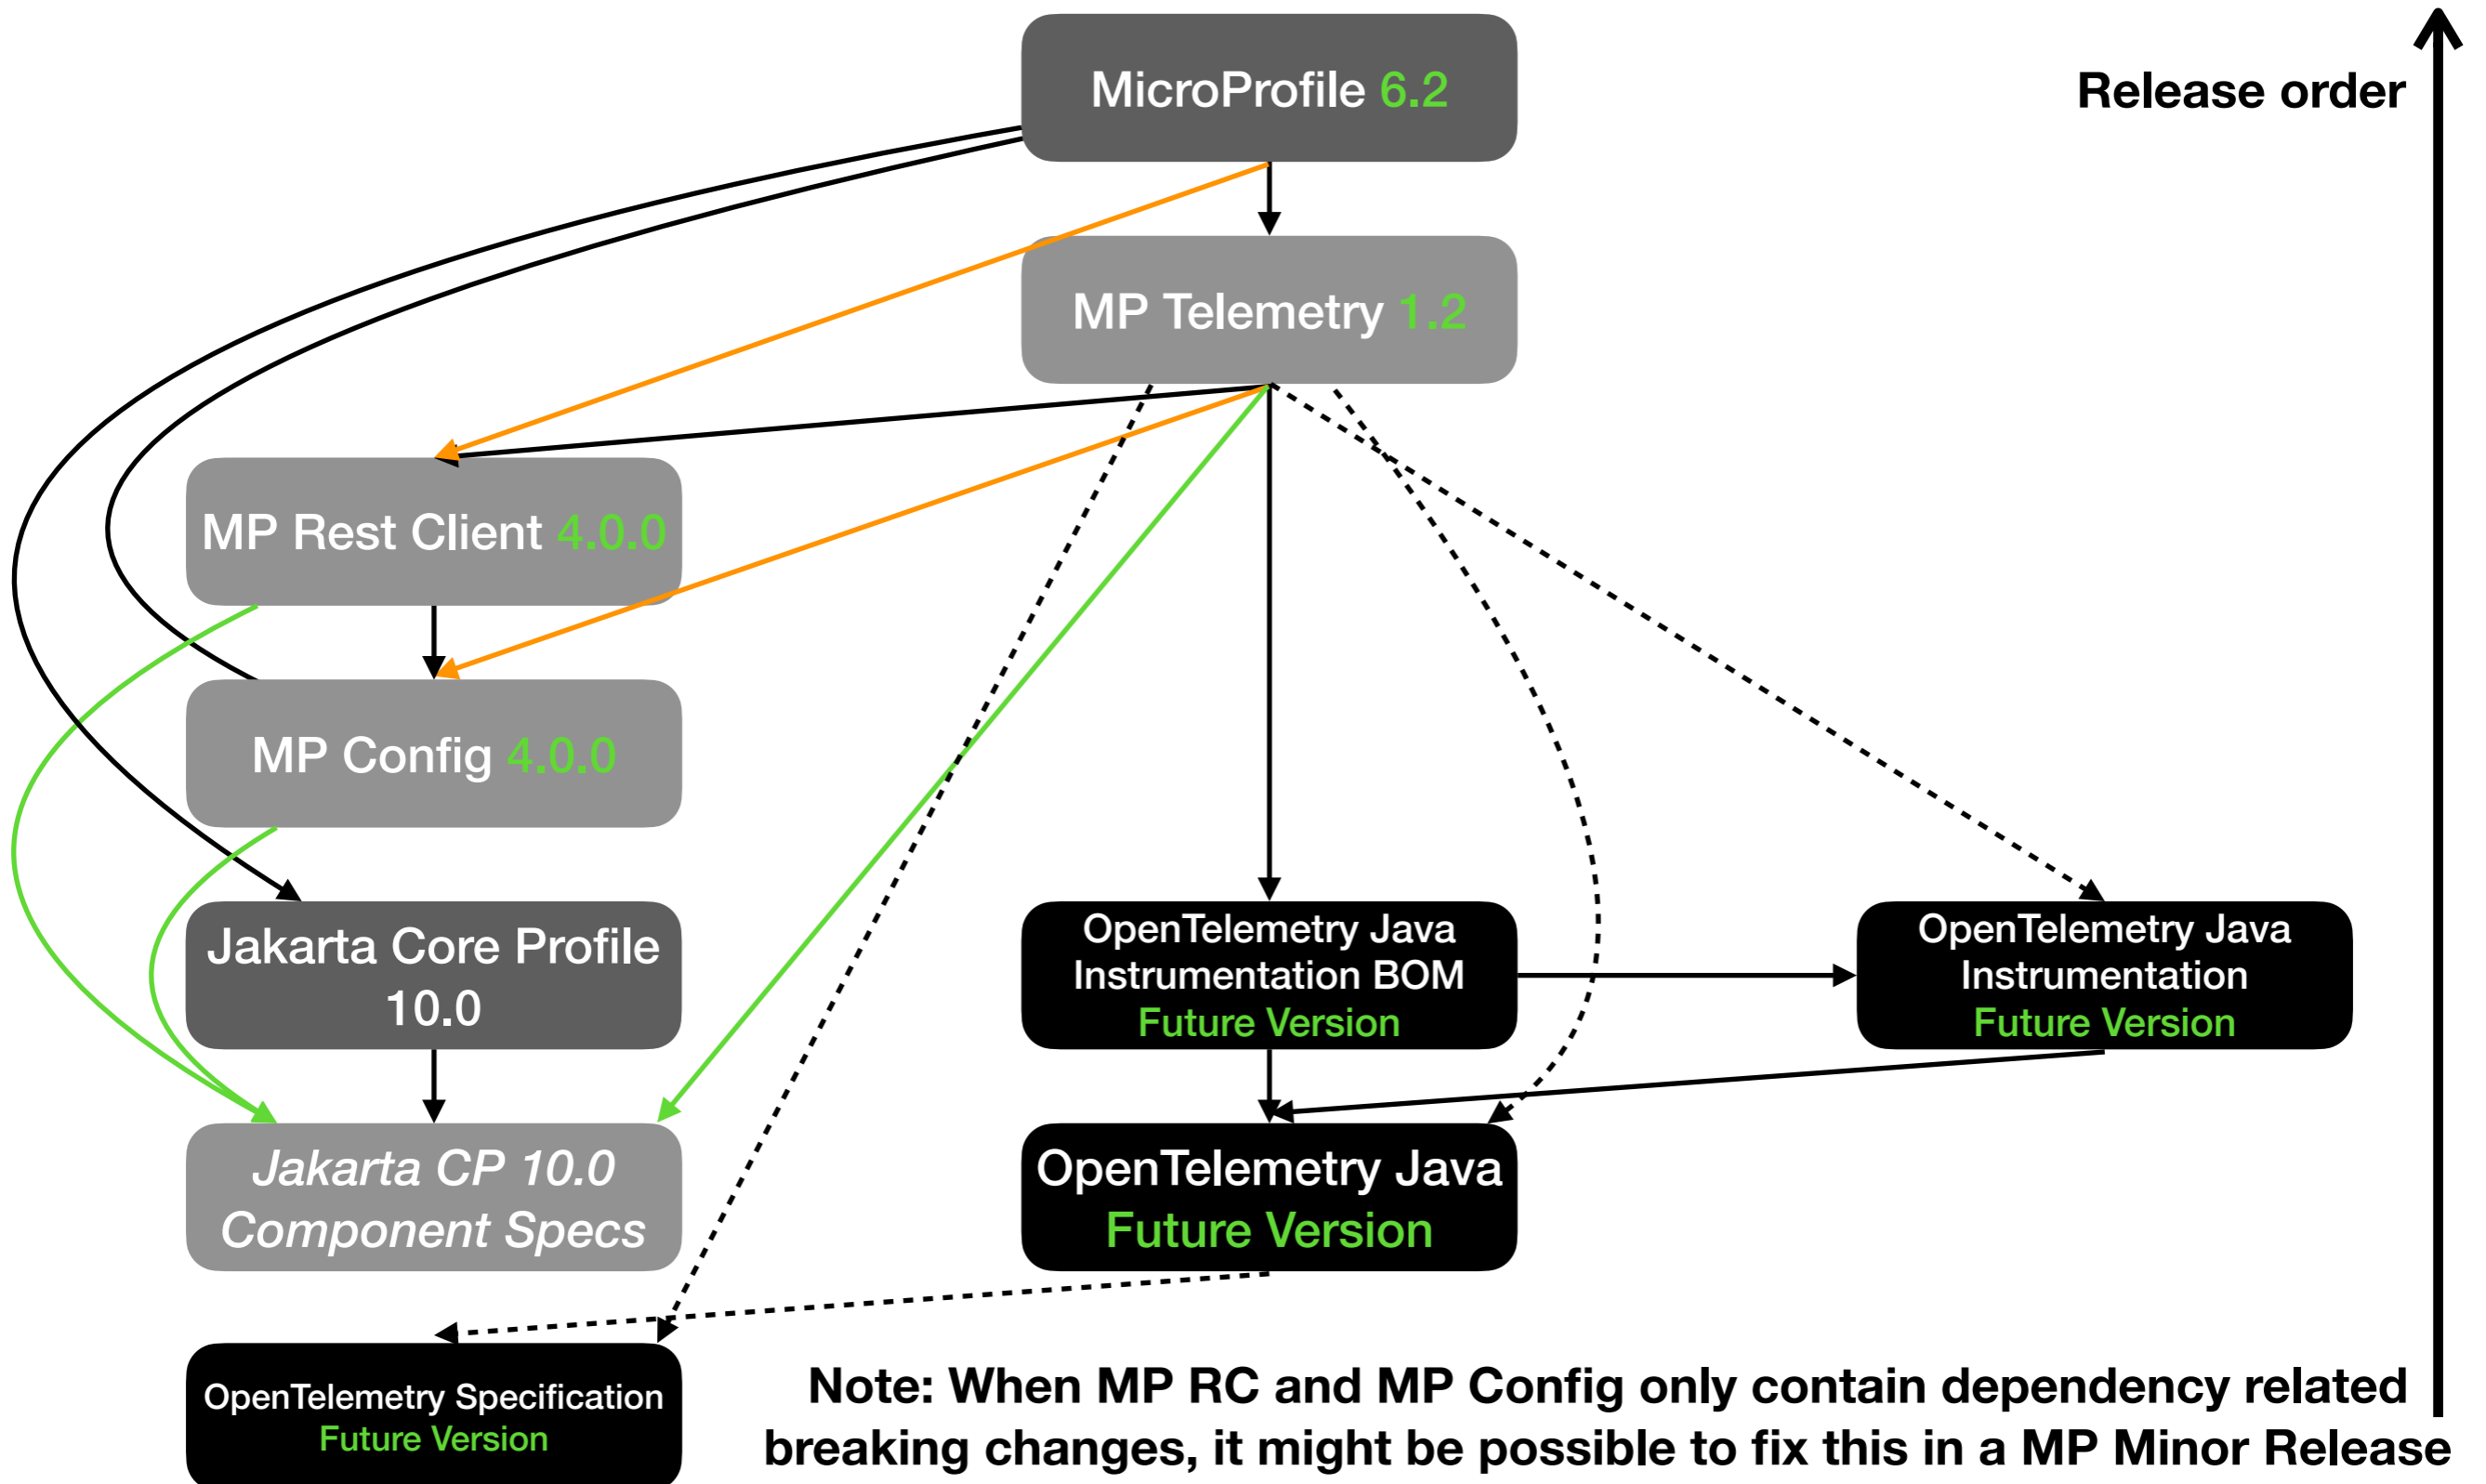 MicroProfile 6.2
Release order
MP Telemetry 1.2
MP Rest Client 4.0.0
MP Config 4.0.0
Jakarta Core Profile
10.0
OpenTelemetry Java
Instrumentation BOM
Future Version
OpenTelemetry Java
Instrumentation
Future Version
Jakarta CP 10.0
Component Specs
OpenTelemetry Java
Future Version
OpenTelemetry Specification
Future Version
Note: When MP RC and MP Config only contain dependency related
breaking changes, it might be possible to fix this in a MP Minor Release